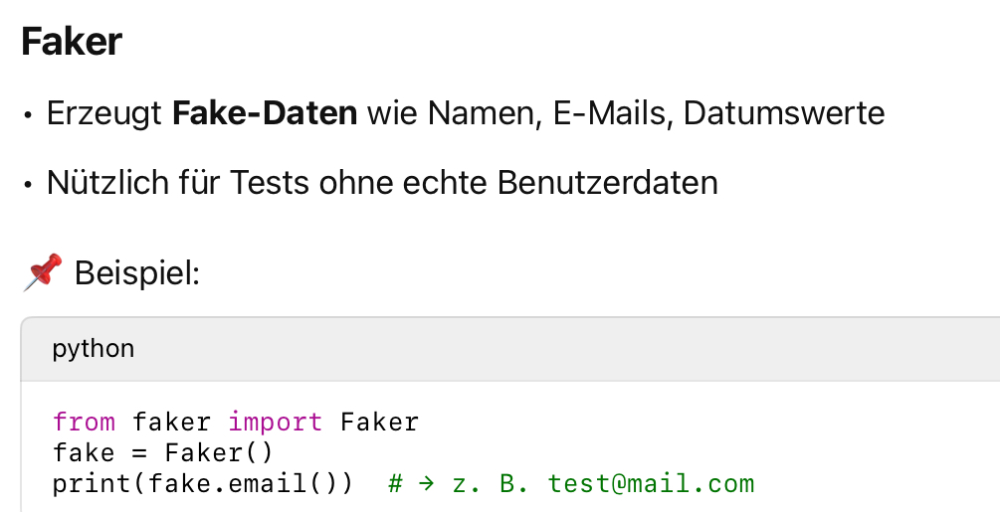 Faker
• Erzeugt Fake-Daten wie Namen, E-Mails, Datumswerte
• Nützlich für Tests ohne echte Benutzerdaten
📌 Beispiel:
python
from faker import Faker
fake = Faker()
print(fake.email())  # → z. B. test@mail.com